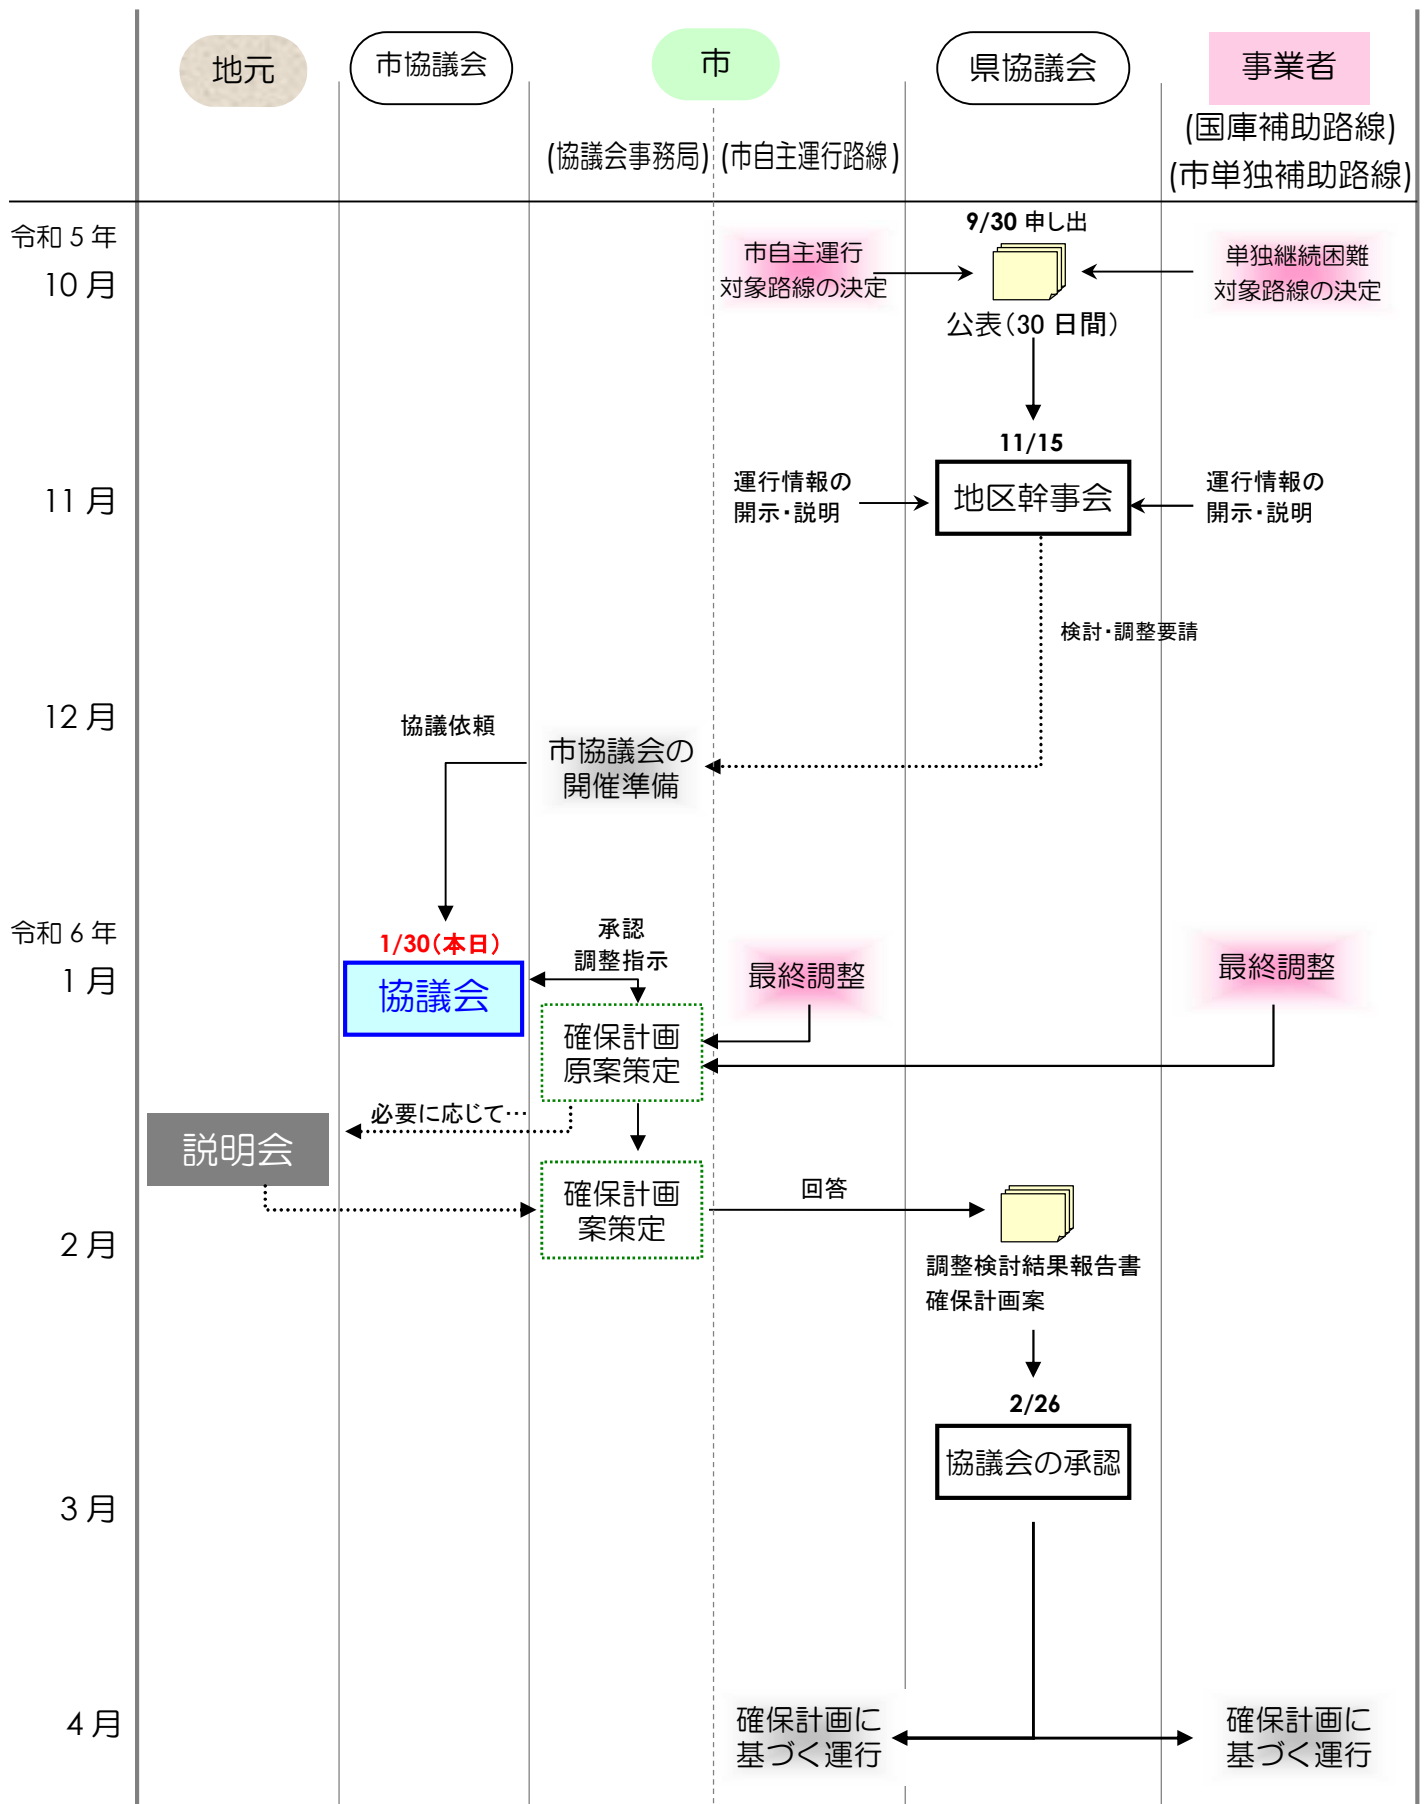 地元
市協議会
市
県協議会
事業者
(国庫補助路線)
(協議会事務局)
(市自主運行路線)
(市単独補助路線)
令和 5 年
10 月
9/30 申し出
市自主運行
対象路線の決定
単独継続困難
対象路線の決定
公表(30 日間)
11/15
11 月
運行情報の
開示・説明
地区幹事会
運行情報の
開示・説明
検討・調整要請
12 月
協議依頼
市協議会の
開催準備
令和 6 年
1 月
1/30(本日)
協議会
承認
調整指示
最終調整
最終調整
確保計画
原案策定
必要に応じて…
説明会
確保計画
案策定
回答
2 月
調整検討結果報告書
確保計画案
2/26
協議会の承認
3 月
4 月
確保計画に
基づく運行
確保計画に
基づく運行